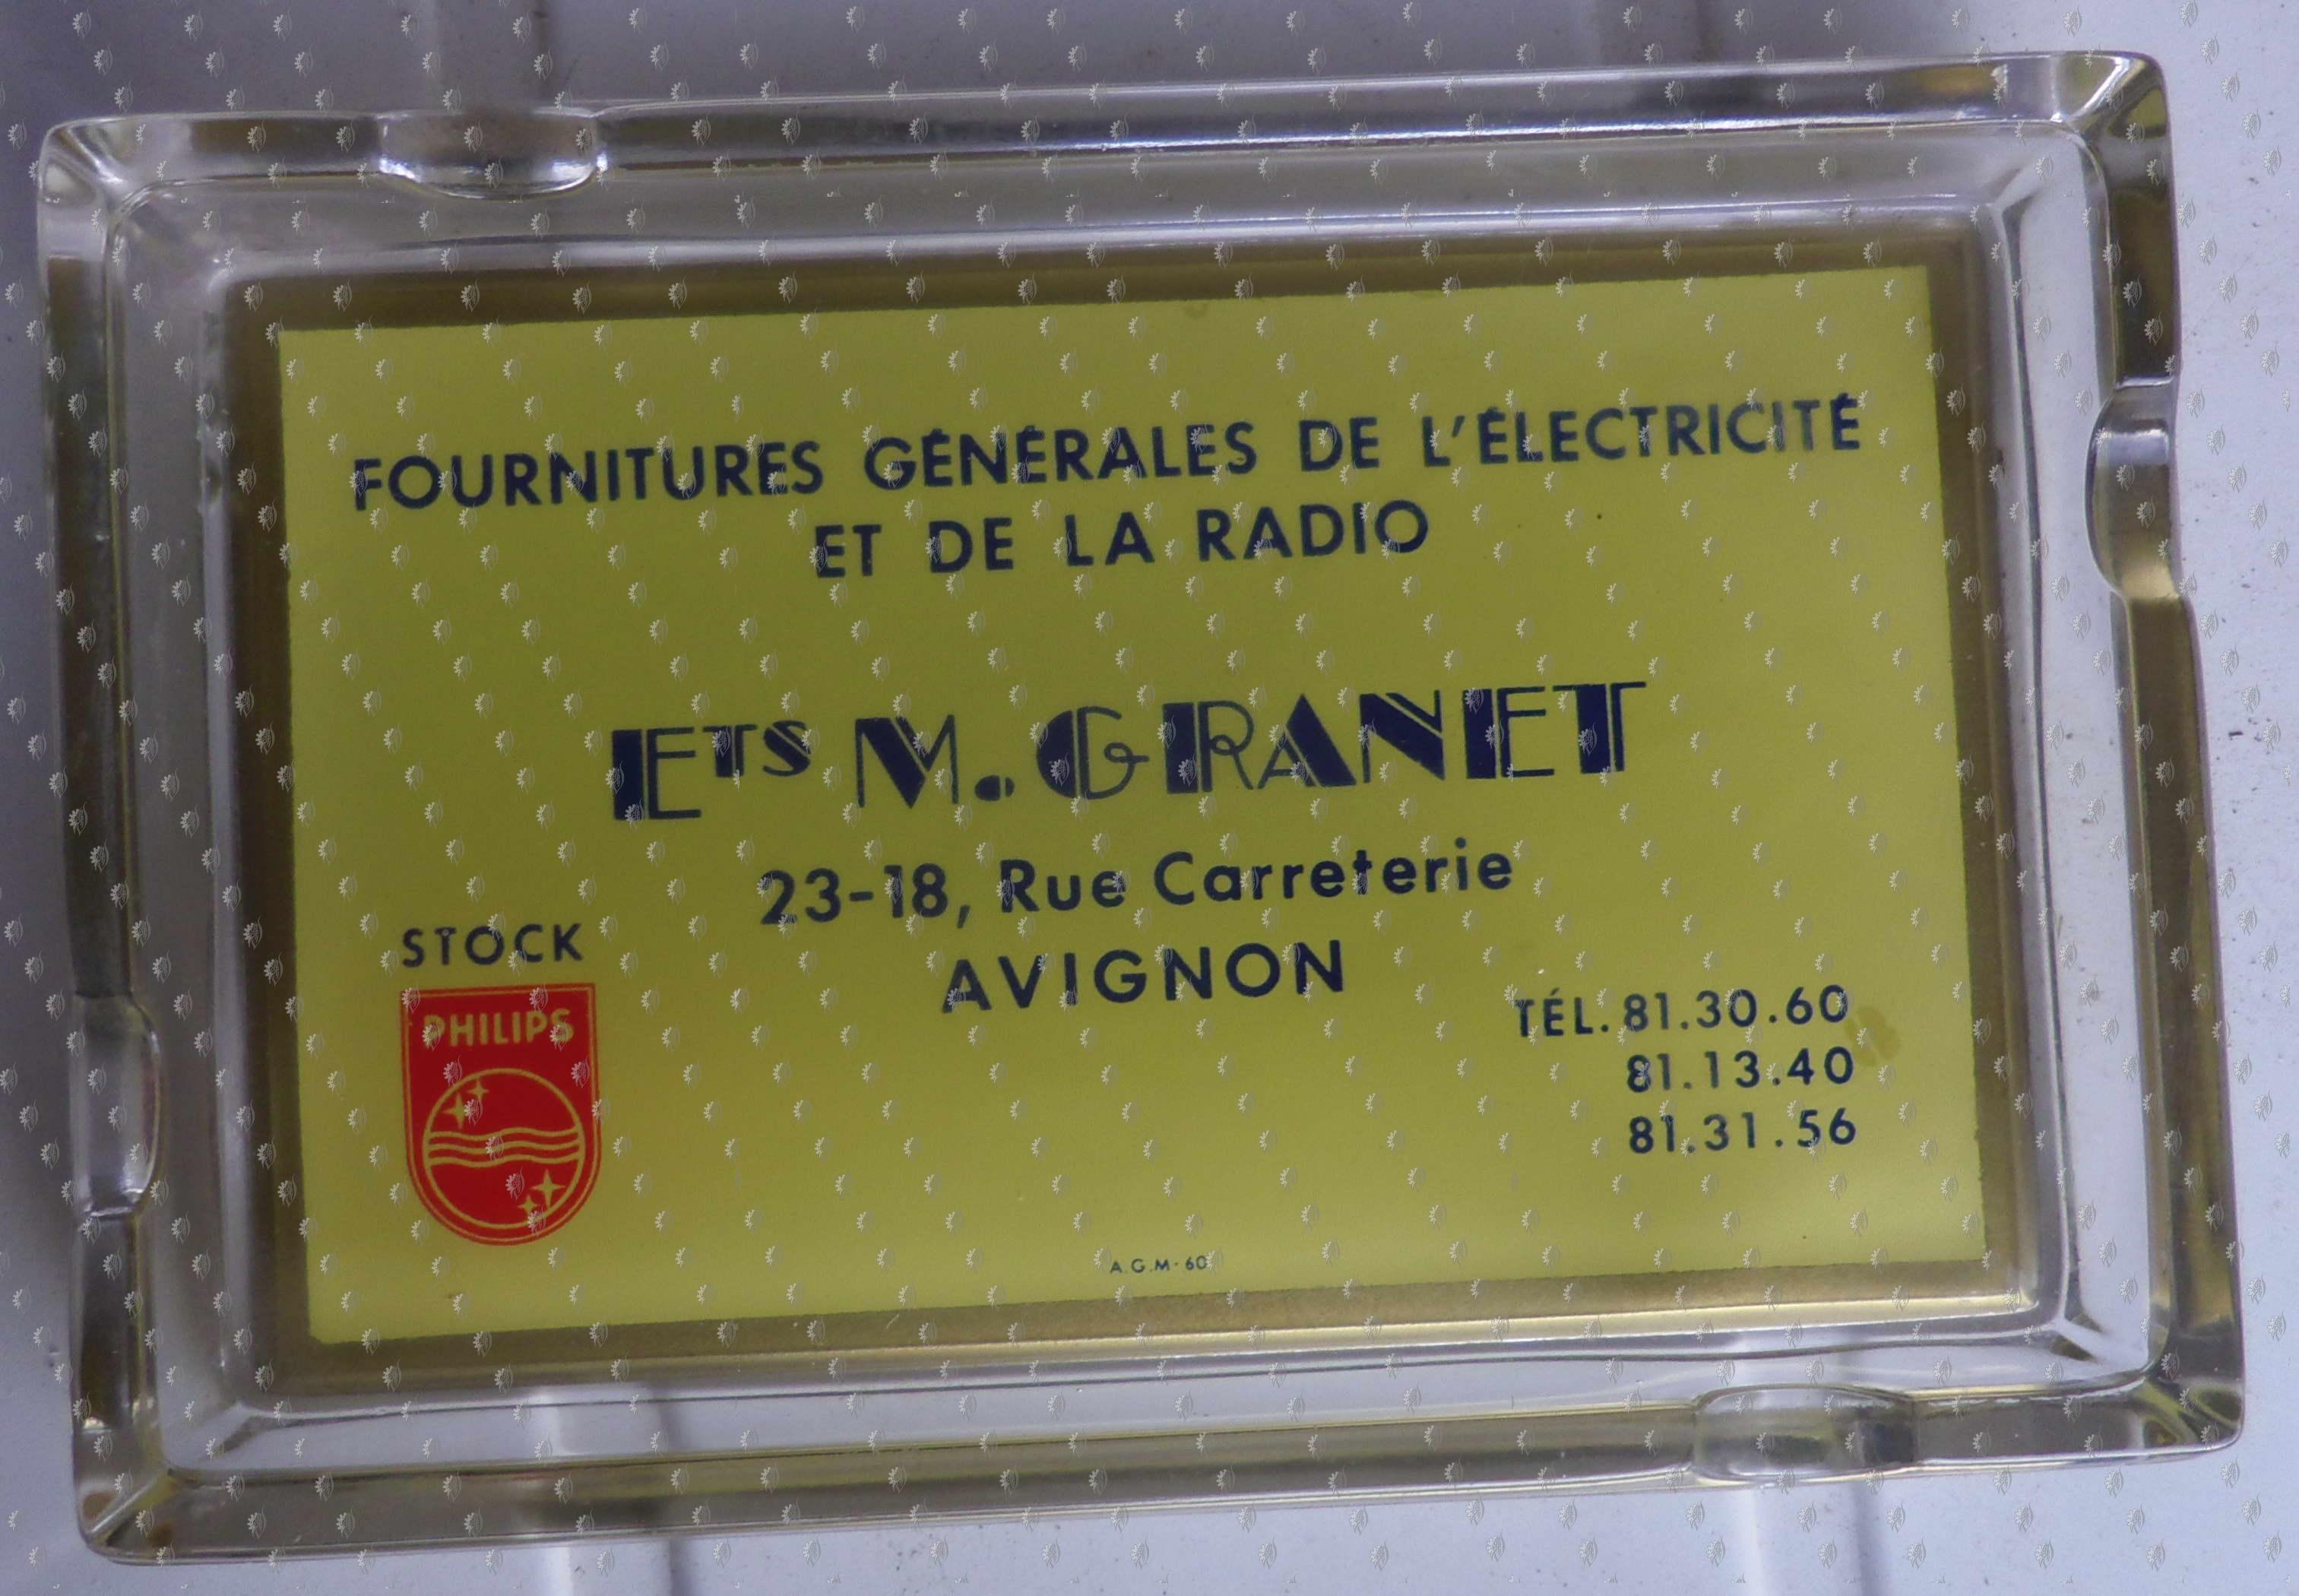 FOURNITURES GÉNÉRALES DE L'ÉLECTRICITÉ
ET DE LA RADIO
ETS M. GRANET
23-18, Rue Carreterie
AVIGNON
STOCK
PHILIPS
TÉL. 81.30.60
81.13.40
81.31.56
A.G.M-60